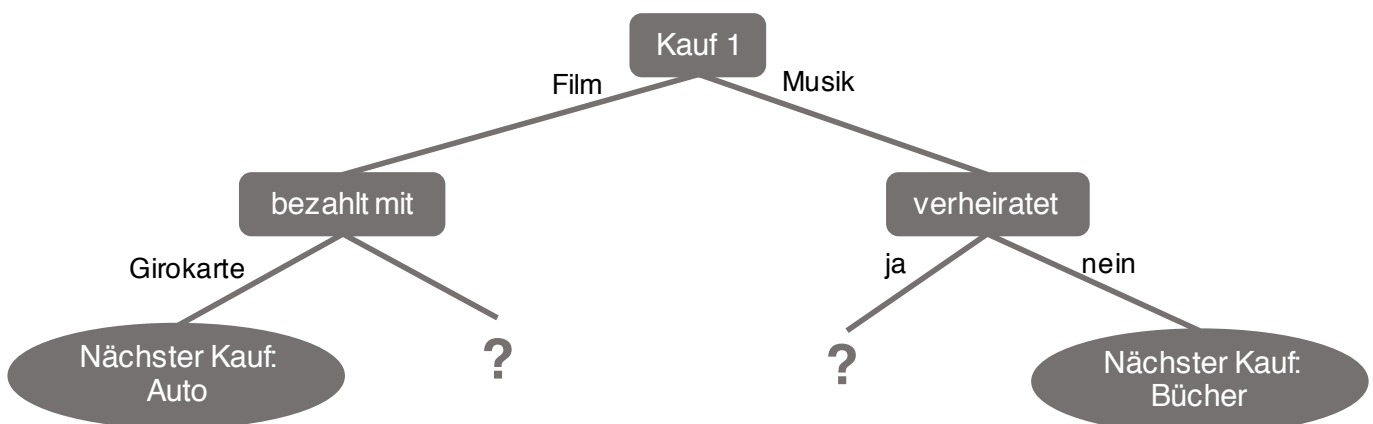 Kauf 1
Film
Musik
bezahlt mit
verheiratet
Girokarte
ja
nein
Nächster Kauf:
Auto
?
?
Nächster Kauf:
Bücher